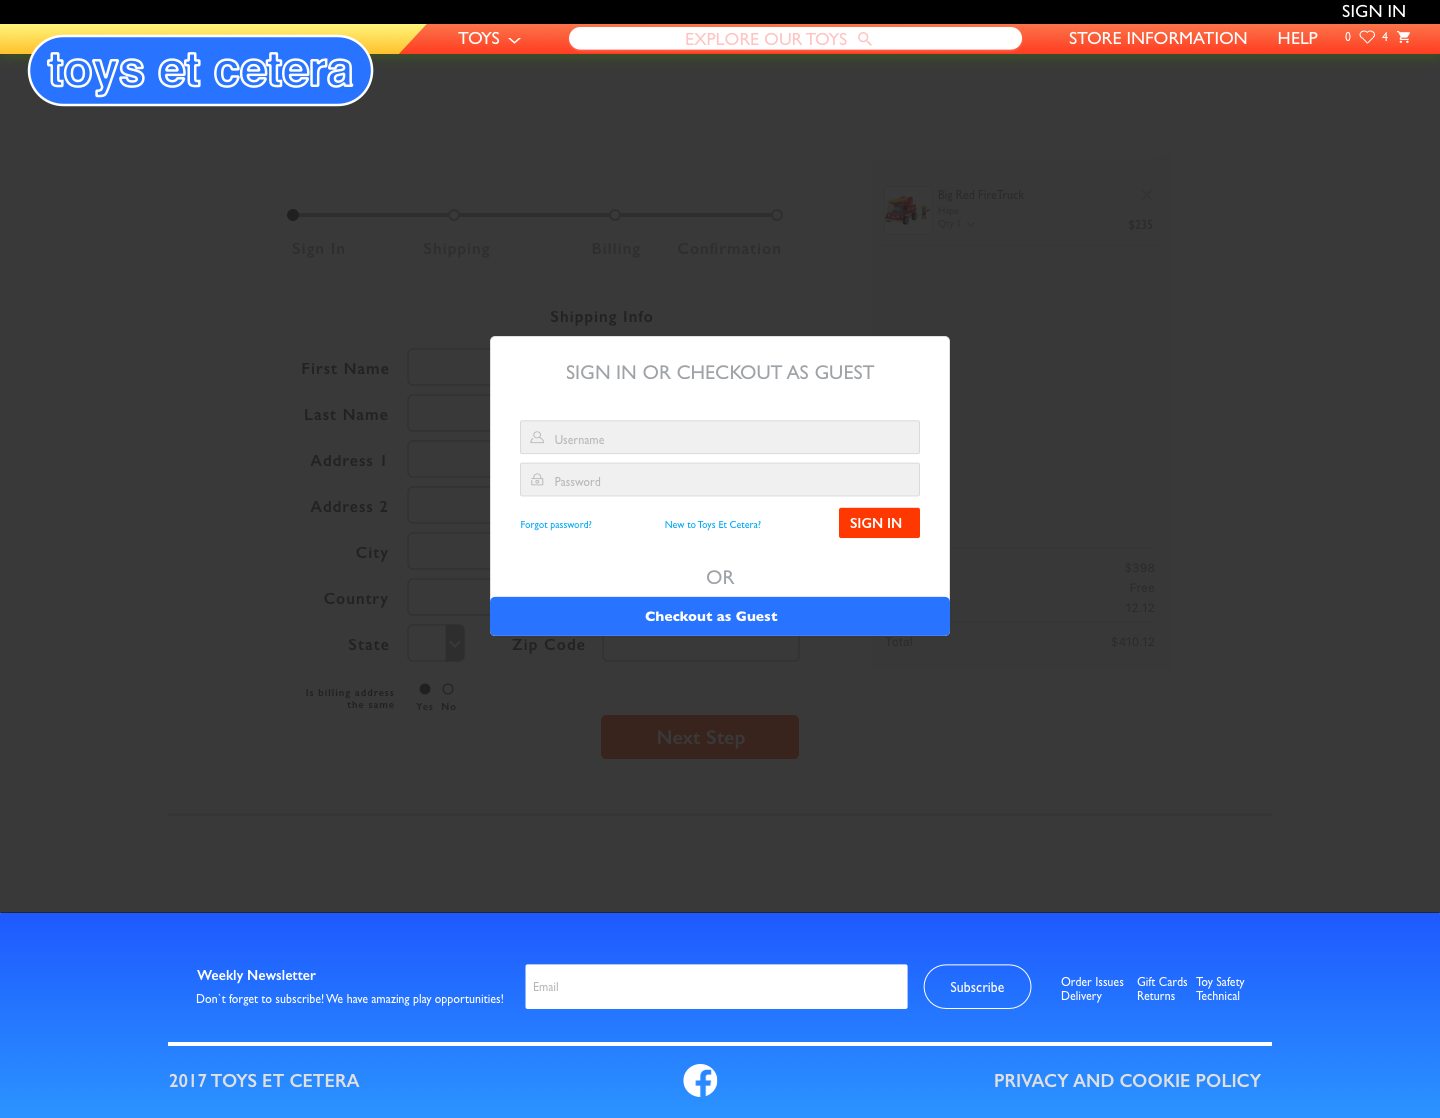 SIGN IN
TOYS
EXPLORE OUR TOYS
STORE INFORMATION
HELP
0
4
toys et cetera
Sign In
Shipping
Billing
Confirmation
Big Red FireTruck
Qty 1
$235
Shipping Info
First Name
Last Name
Address 1
Address 2
City
Country
State
Zip Code
Is billing address
the same
Yes No
Next Step
$398
Free
12.12
Total
$410.12
SIGN IN OR CHECKOUT AS GUEST
Username
Password
Forgot password?
New to Toys Et Cetera?
SIGN IN
OR
Checkout as Guest
Weekly Newsletter
Don`t forget to subscribe! We have amazing play opportunities!
Email
Subscribe
Order Issues
Gift Cards
Toy Safety
Delivery
Returns
Technical
2017 TOYS ET CETERA
PRIVACY AND COOKIE POLICY